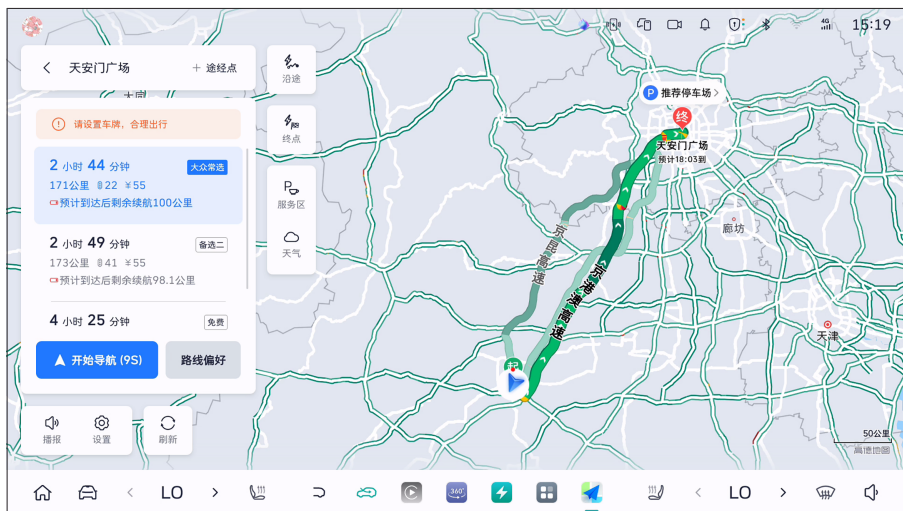 4G
15:19
天安门广场
+ 途经点
沿途
请设置车牌，合理出行
终点
2 小时 44 分钟
大众常选
171公里 22 ¥55
预计到达后剩余续航100公里
服务区
2 小时 49 分钟
备选二
173公里 41 ¥55
预计到达后剩余续航98.1公里
天气
4 小时 25 分钟
免费
开始导航 (9S)
路线偏好
播报
设置
刷新
P 推荐停车场
终
天安门广场
预计18:03到
廊坊
京昆高速
京港澳高速
天津
起
50公里
高德地图
LO
360°
LO